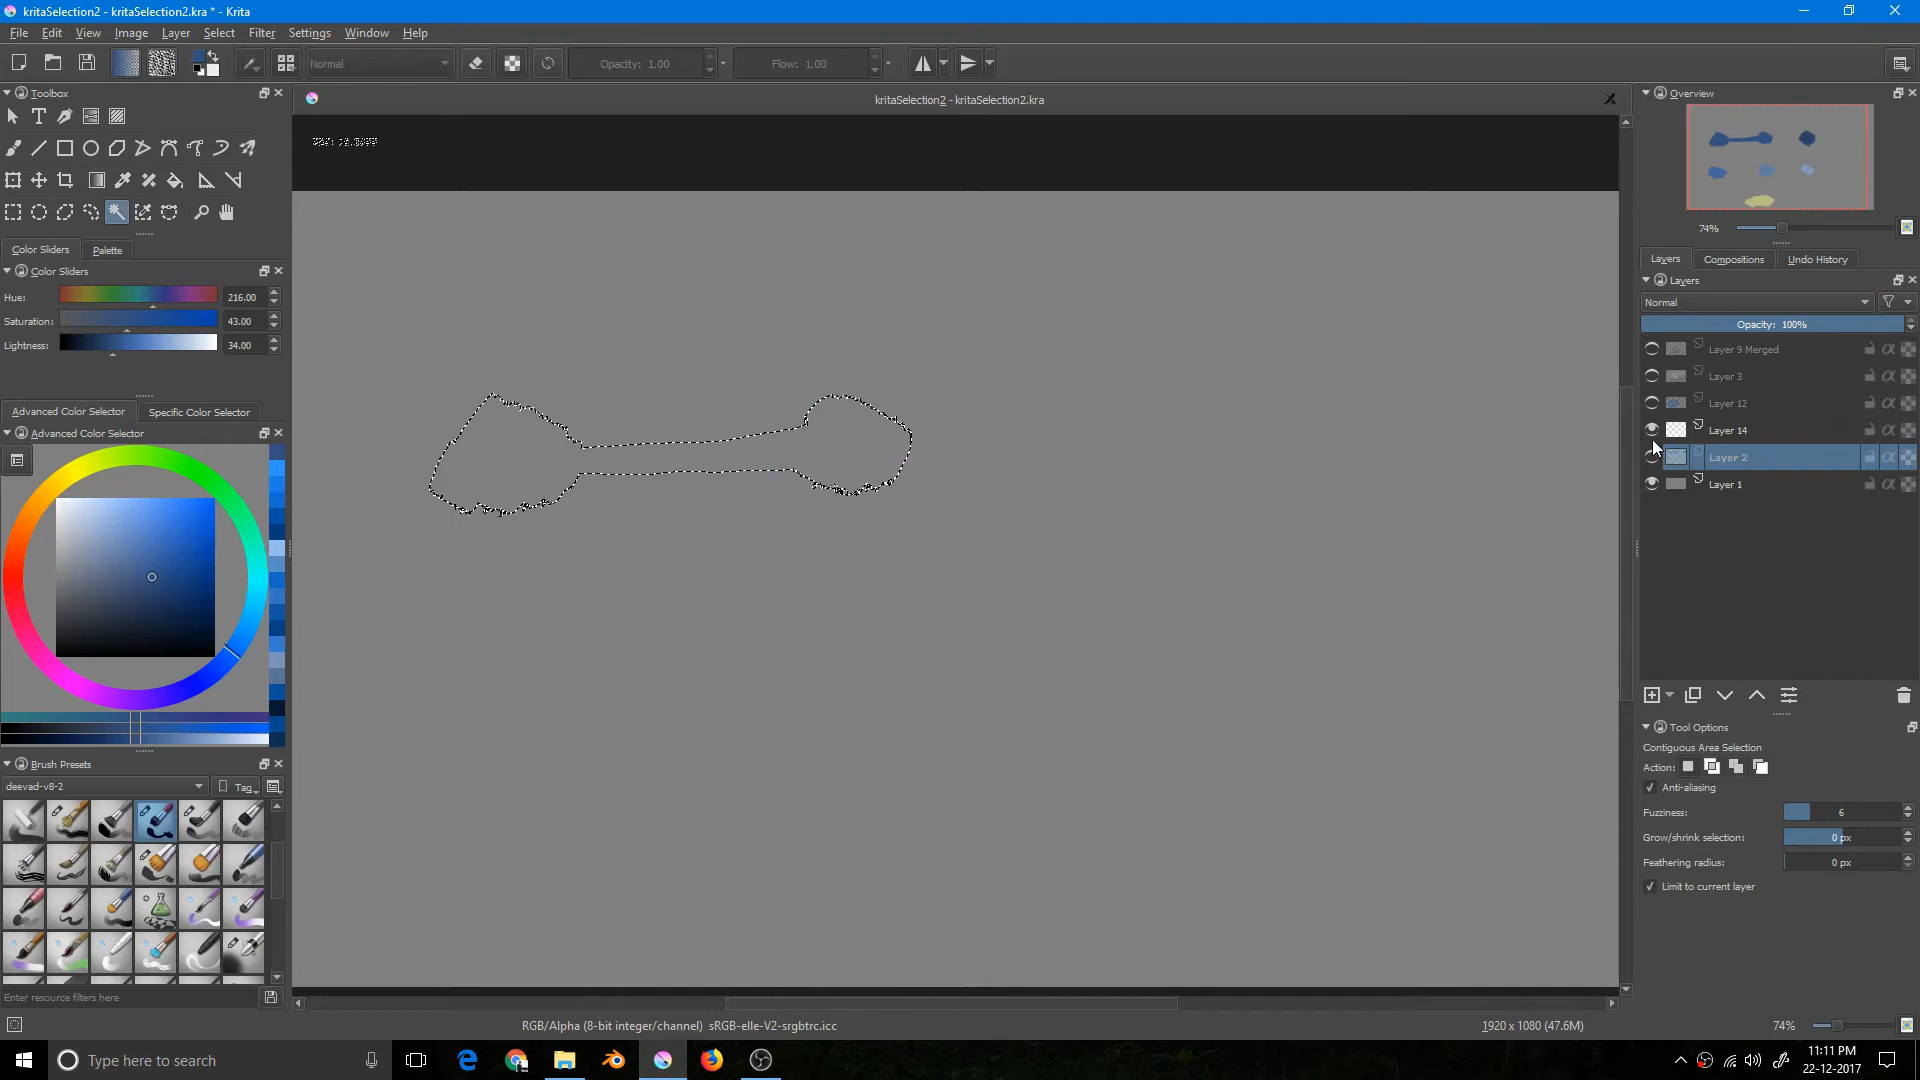 kritaSelection2 - kritaSelection2.kra * - Krita
File Edit View Image Layer Select Filter Settings Window Help
Normal Opacity: 1.00 Flow: 1.00
Toolbox
kritaSelection2 - kritaSelection2.kra
Overview
74%
Color Sliders Palette
Color Sliders
Hue: 216.00
Saturation: 43.00
Lightness: 34.00
Layers Compositions Undo History
Layers
Normal
Opacity: 100%
Layer 9 Merged
Layer 3
Layer 12
Layer 14
Layer 2
Layer 1
Advanced Color Selector Specific Color Selector
Advanced Color Selector
Tool Options
Contiguous Area Selection
Action:
Anti-aliasing
Fuzziness: 6
Grow/shrink selection: 0 px
Feathering radius: 0 px
Limit to current layer
Brush Presets
deevad-v8-2 Tag
Enter resource filters here
RGB/Alpha (8-bit integer/channel) sRGB-elle-V2-srgbtrc.icc
1920 x 1080 (47.6M)
74%
Type here to search
11:11 PM
22-12-2017